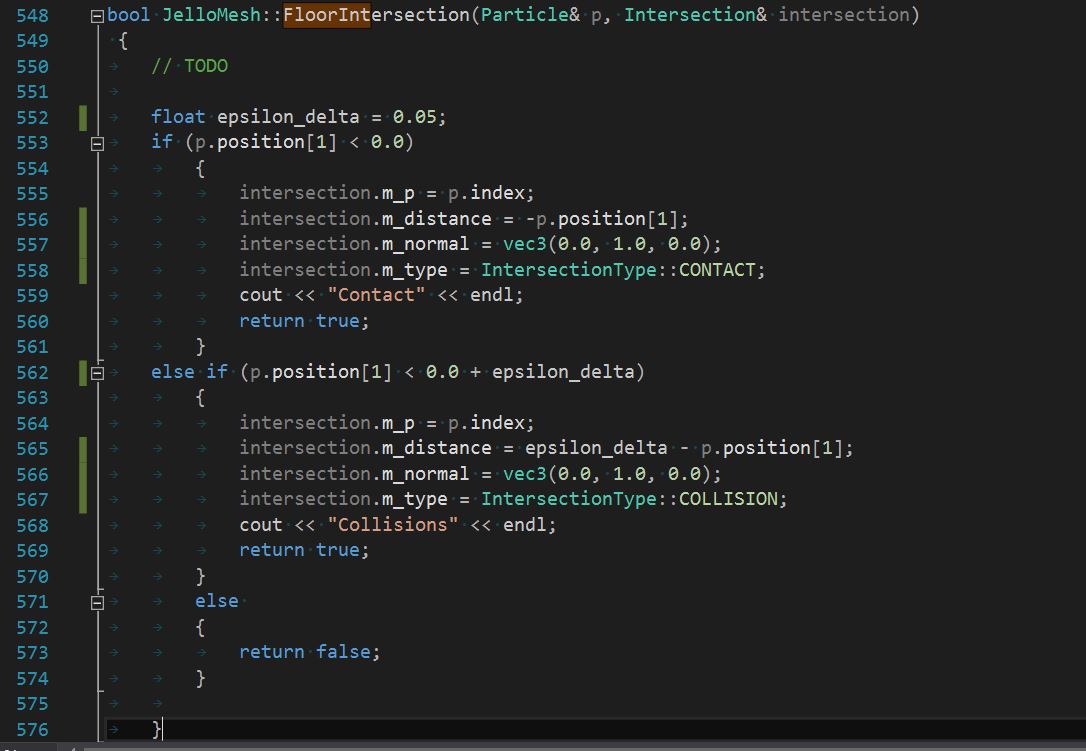 548 bool JelloMesh::FloorIntersection(Particle& p, Intersection& intersection)
549 {
550 // TODO
551
552 float epsilon_delta = 0.05;
553 if (p.position[1] < 0.0)
554 {
555 intersection.m_p = p.index;
556 intersection.m_distance = -p.position[1];
557 intersection.m_normal = vec3(0.0, 1.0, 0.0);
558 intersection.m_type = IntersectionType::CONTACT;
559 cout << "Contact" << endl;
560 return true;
561 }
562 else if (p.position[1] < 0.0 + epsilon_delta)
563 {
564 intersection.m_p = p.index;
565 intersection.m_distance = epsilon_delta - p.position[1];
566 intersection.m_normal = vec3(0.0, 1.0, 0.0);
567 intersection.m_type = IntersectionType::COLLISION;
568 cout << "Collisions" << endl;
569 return true;
570 }
571 else
572 {
573 return false;
574 }
575
576 }